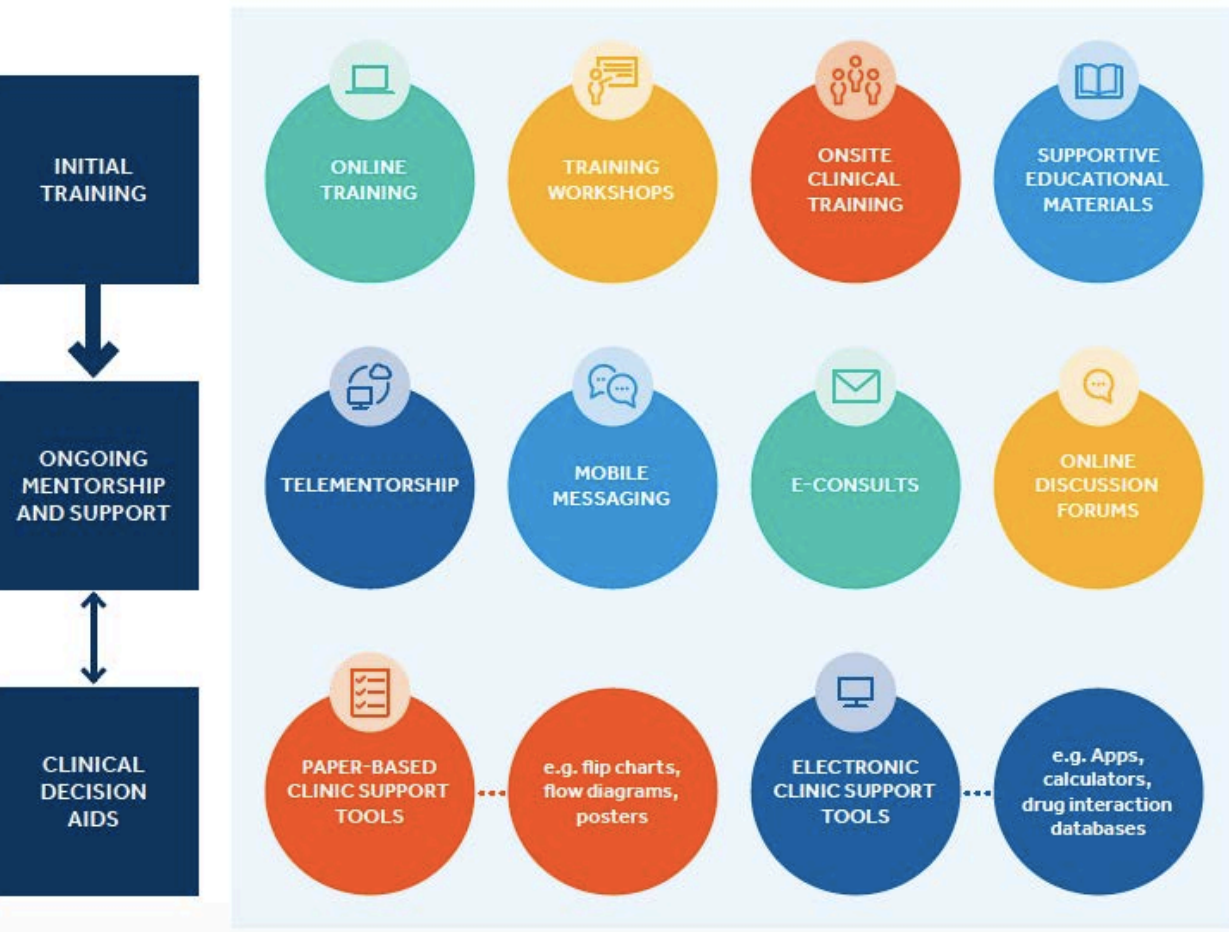 INITIAL
TRAINING
ONLINE
TRAINING
TRAINING
WORKSHOPS
ONSITE
CLINICAL
TRAINING
SUPPORTIVE
EDUCATIONAL
MATERIALS
ONGOING
MENTORSHIP
AND SUPPORT
TELEMENTORSHIP
MOBILE
MESSAGING
E-CONSULTS
ONLINE
DISCUSSION
FORUMS
CLINICAL
DECISION
AIDS
PAPER-BASED
CLINIC SUPPORT
TOOLS
e.g. flip charts,
flow diagrams,
posters
ELECTRONIC
CLINIC SUPPORT
TOOLS
e.g. Apps,
calculators,
drug interaction
databases